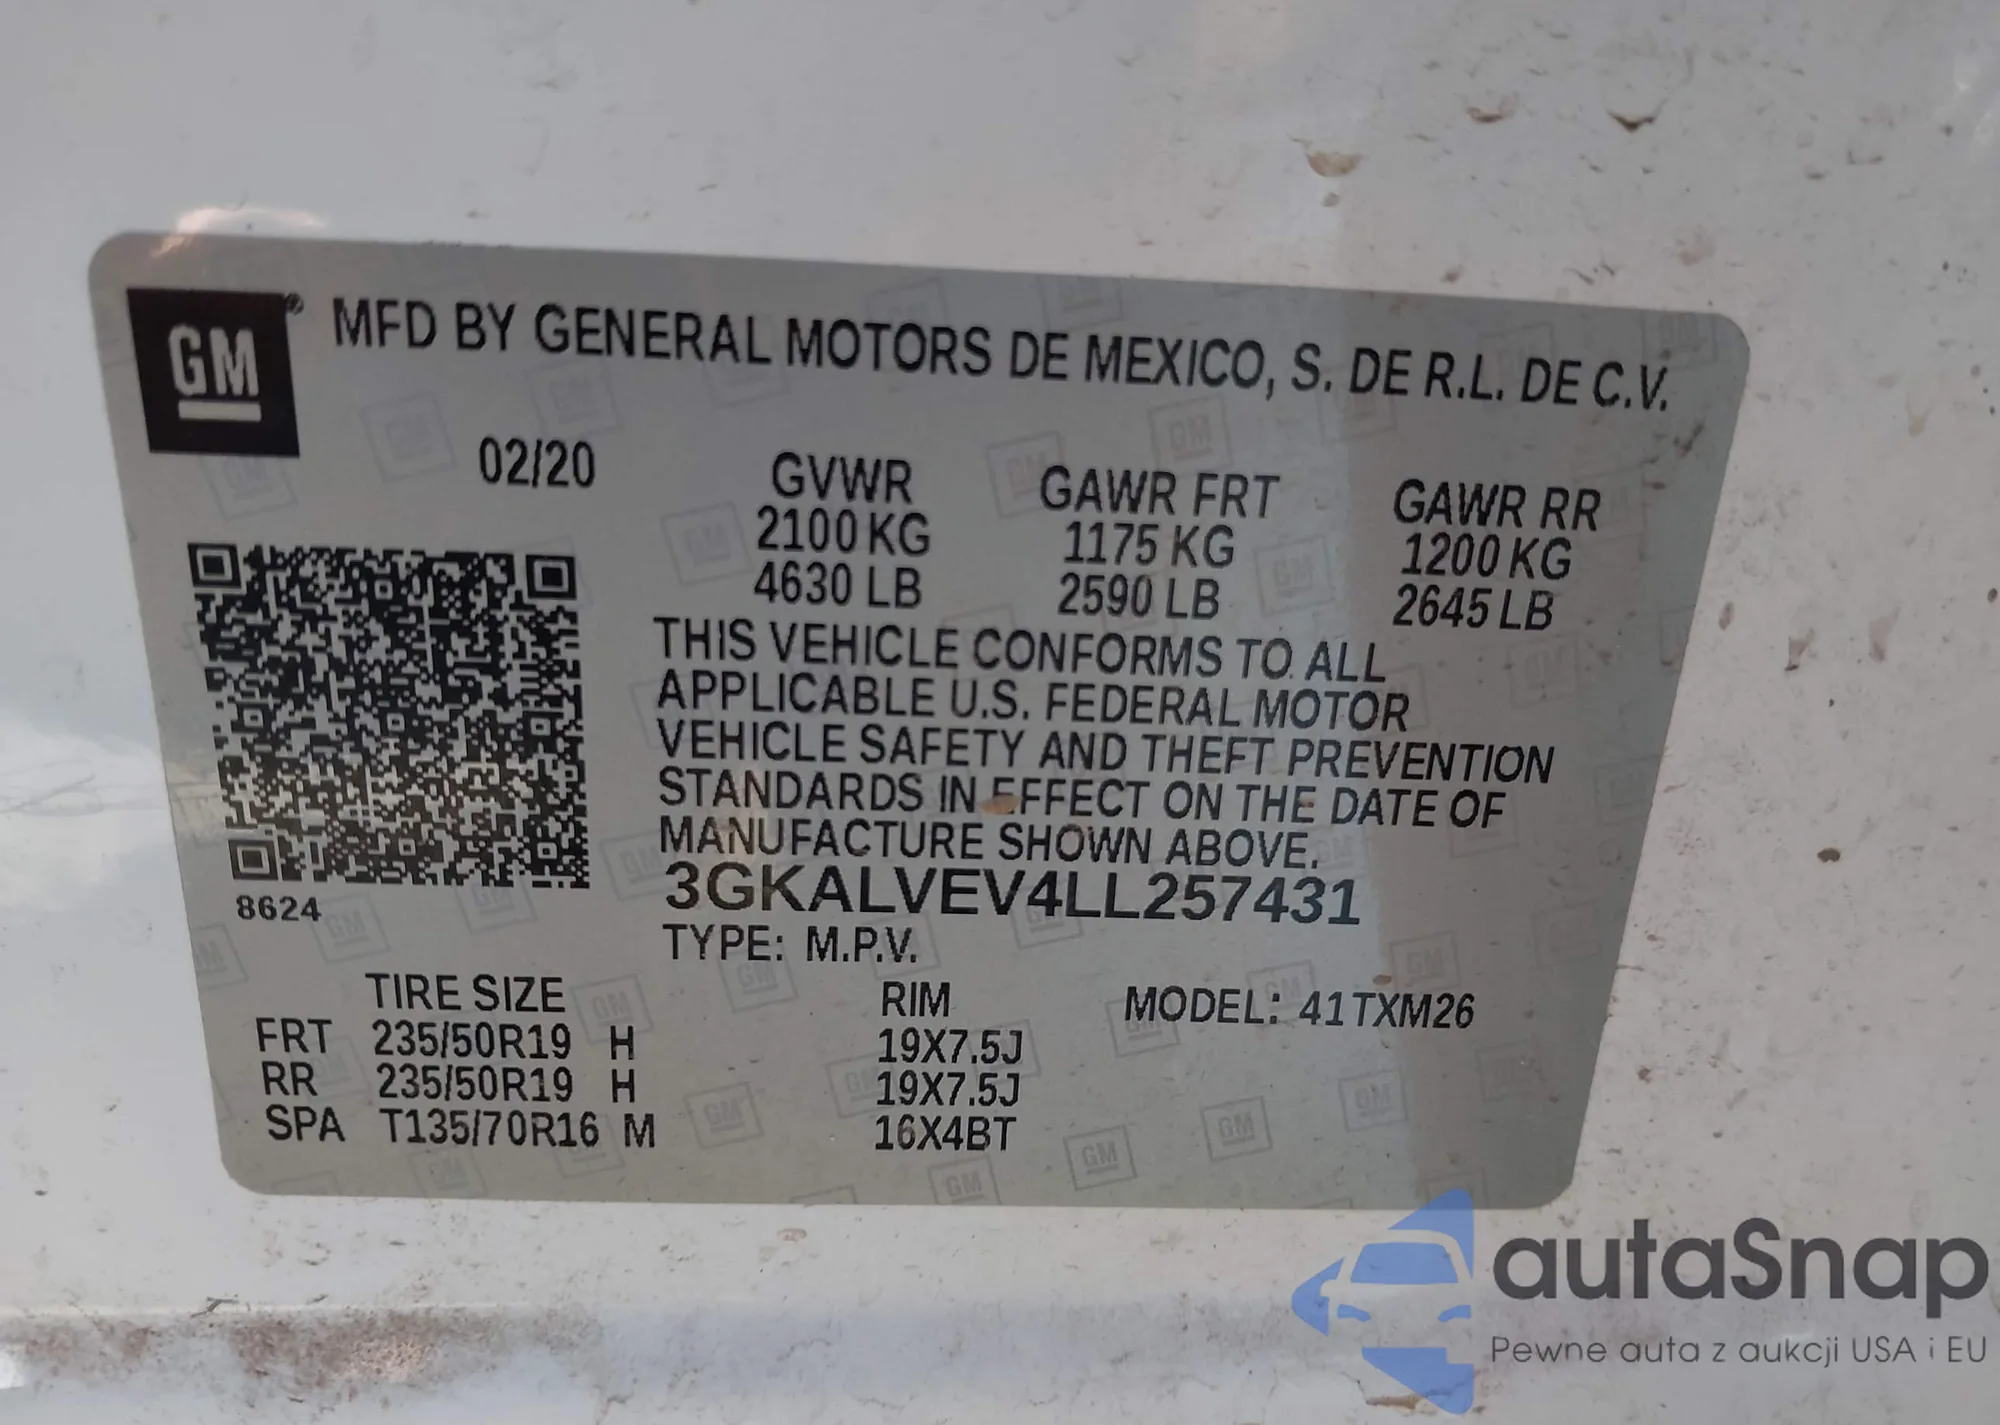 GM ® MFD BY GENERAL MOTORS DE MEXICO, S. DE R.L. DE C.V.
02/20 GVWR GAWR FRT GAWR RR
2100 KG 1175 KG 1200 KG
4630 LB 2590 LB 2645 LB
THIS VEHICLE CONFORMS TO ALL
APPLICABLE U.S. FEDERAL MOTOR
VEHICLE SAFETY AND THEFT PREVENTION
STANDARDS IN EFFECT ON THE DATE OF
MANUFACTURE SHOWN ABOVE.
3GKALVEV4LL257431
8624
TYPE: M.P.V.
TIRE SIZE RIM MODEL: 41TXM26
FRT 235/50R19 H 19X7.5J
RR 235/50R19 H 19X7.5J
SPA T135/70R16 M 16X4BT
autaSnap
Pewne auta z aukcji USA i EU